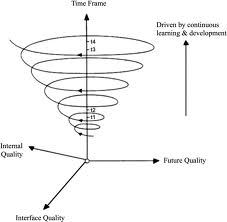 Time Frame
Driven by continuous
learning & development
t4
t3
t2
t1
Internal
Quality
Future Quality
Interface Quality